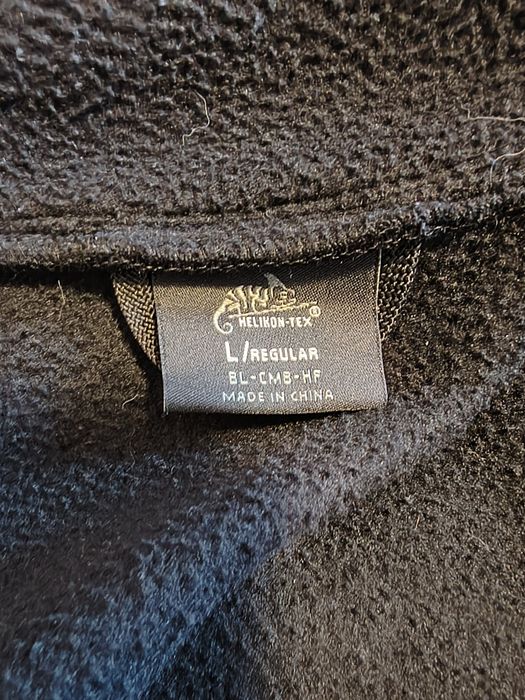 HELIKON-TEX®
L/REGULAR
BL-CMB-HF
MADE IN CHINA